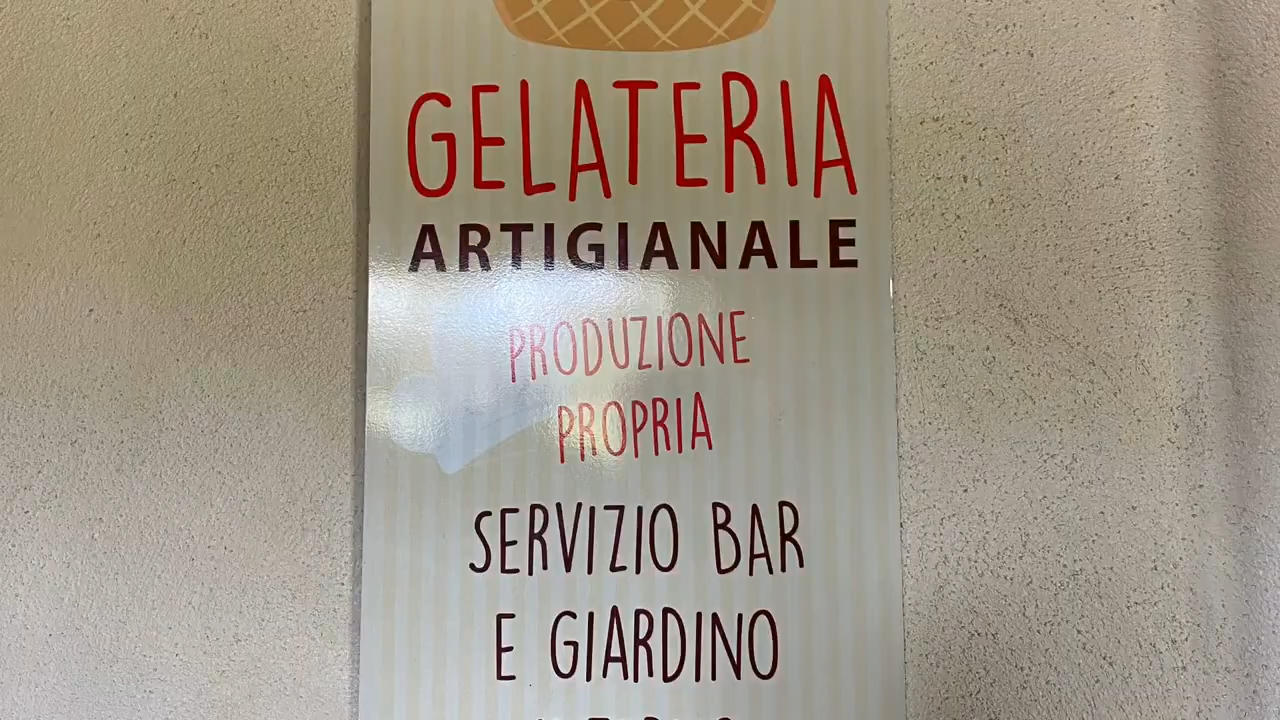 GELATERIA
ARTIGIANALE
PRODUZIONE
PROPRIA
SERVIZIO BAR
E GIARDINO